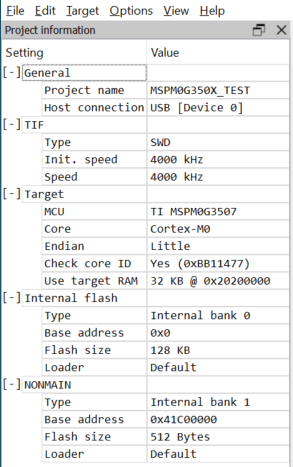 File Edit Target Options View Help
Project information
Setting Value
[-] General
Project name MSPM0G350X_TEST
Host connection USB [Device 0]
[-] TIF
Type SWD
Init. speed 4000 kHz
Speed 4000 kHz
[-] Target
MCU TI MSPM0G3507
Core Cortex-M0
Endian Little
Check core ID Yes (0xBB11477)
Use target RAM 32 KB @ 0x20200000
[-] Internal flash
Type Internal bank 0
Base address 0x0
Flash size 128 KB
Loader Default
[-] NONMAIN
Type Internal bank 1
Base address 0x41C00000
Flash size 512 Bytes
Loader Default